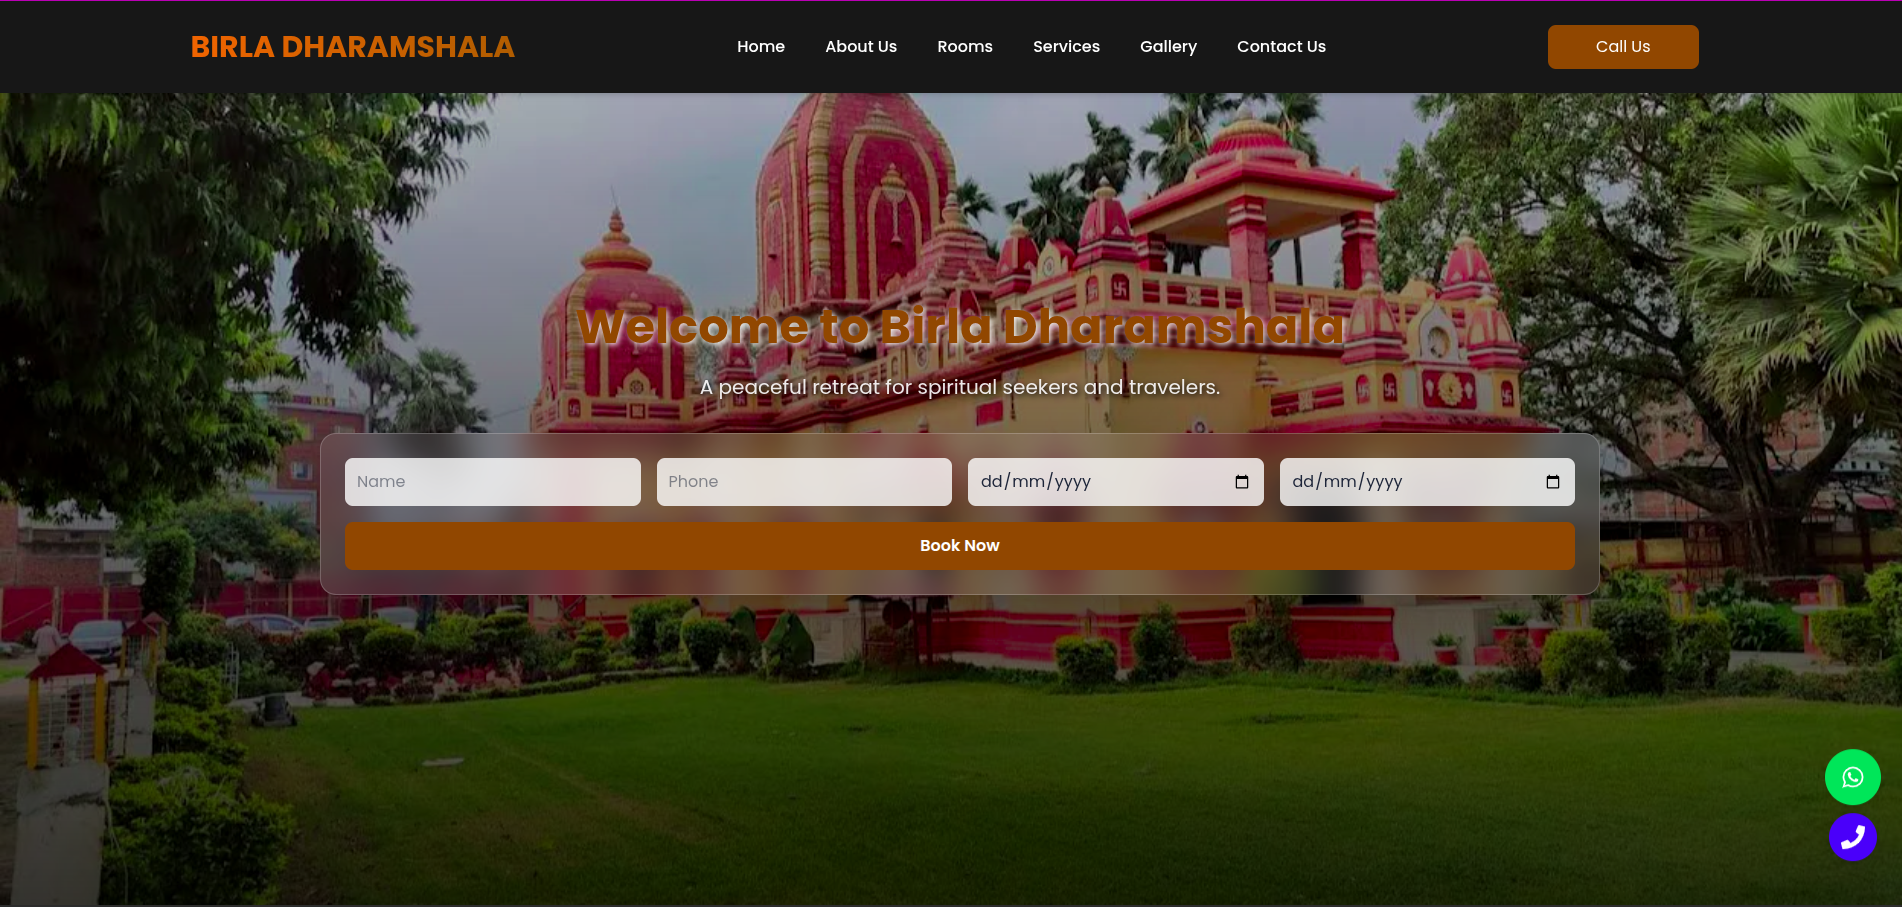 BIRLA DHARAMSHALA
Home About Us Rooms Services Gallery Contact Us
Call Us
Welcome to Birla Dharamshala
A peaceful retreat for spiritual seekers and travelers.
Name Phone dd/mm/yyyy dd/mm/yyyy
Book Now